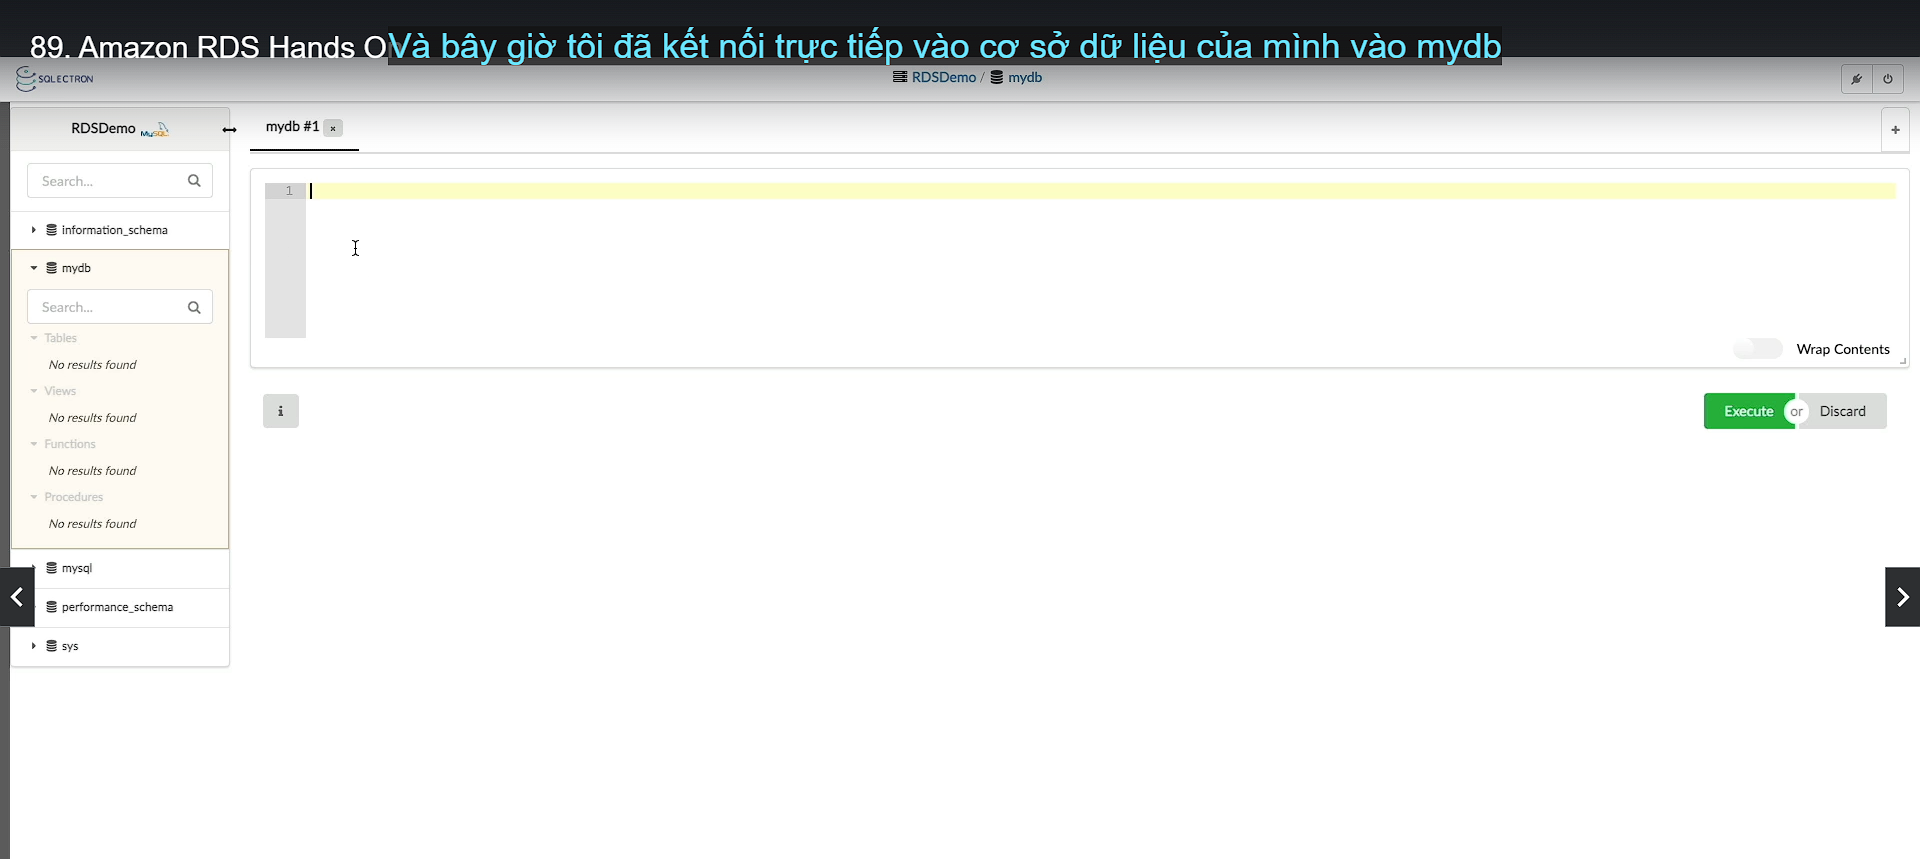 89. Amazon RDS Hands O
Và bây giờ tôi đã kết nối trực tiếp vào cơ sở dữ liệu của mình vào mydb
SQLECTRON
RDSDemo / mydb
RDSDemo MySQL
mydb #1 ×
+
Search...
1
information_schema
mydb
Search...
Tables
No results found
Wrap Contents
Views
No results found
i
Execute or Discard
Functions
No results found
Procedures
No results found
mysql
performance_schema
sys